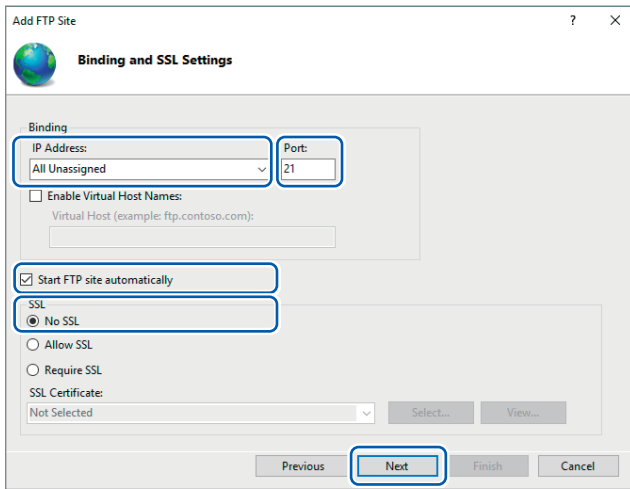 Add FTP Site
Binding and SSL Settings
Binding
IP Address:
Port:
All Unassigned
21
Enable Virtual Host Names:
Virtual Host (example: ftp.contoso.com):
Start FTP site automatically
SSL
No SSL
Allow SSL
Require SSL
SSL Certificate:
Not Selected
Select...
View...
Previous
Next
Finish
Cancel